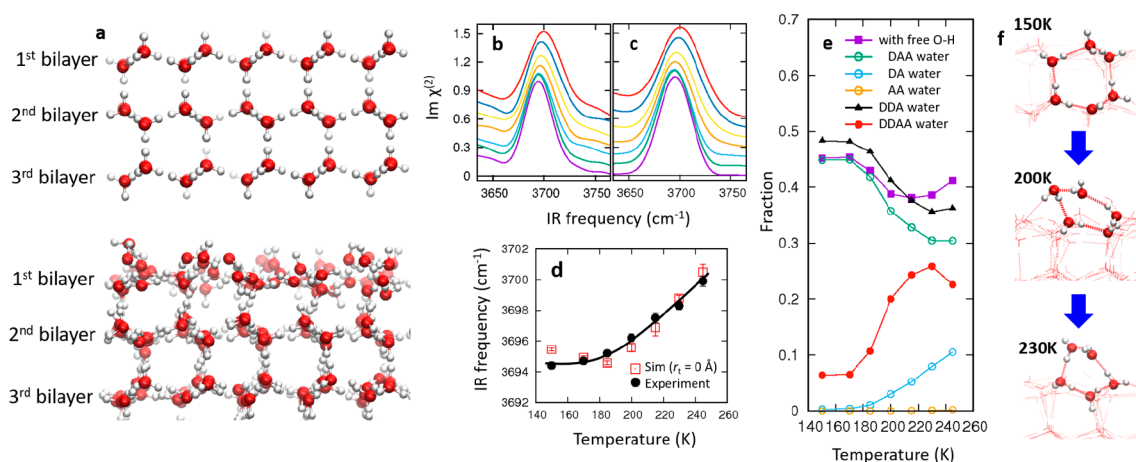 a
1st bilayer
2nd bilayer
3rd bilayer
1st bilayer
2nd bilayer
3rd bilayer
b
c
Im χ(2)
1.5
1.2
0.9
0.6
0.3
0
3650
3700
3750
3650
3700
3750
IR frequency (cm-1)
IR frequency (cm-1)
d
IR frequency (cm-1)
3702
3700
3698
3696
3694
3692
Sim (rt = 0 Å)
Experiment
140 160 180 200 220 240 260
Temperature (K)
e
Fraction
0.7
0.6
0.5
0.4
0.3
0.2
0.1
0
with free O-H
DAA water
DA water
AA water
DDA water
DDAA water
140 160 180 200 220 240 260
Temperature (K)
f
150K
200K
230K